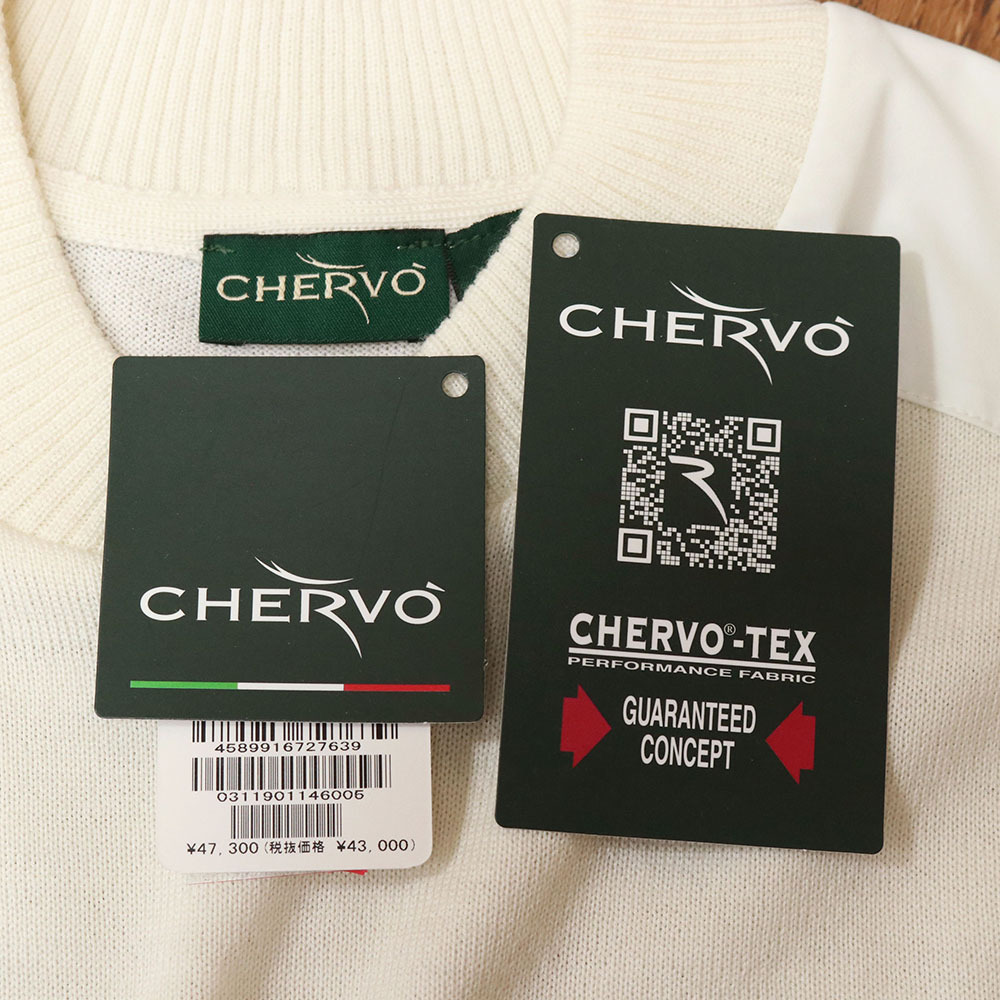 CHERVÒ
CHERVÒ
4589916727639
0311901146005
¥47,300(税抜価格 ¥43,000)
CHERVÒ
CHERVO®-TEX
PERFORMANCE FABRIC
GUARANTEED
CONCEPT